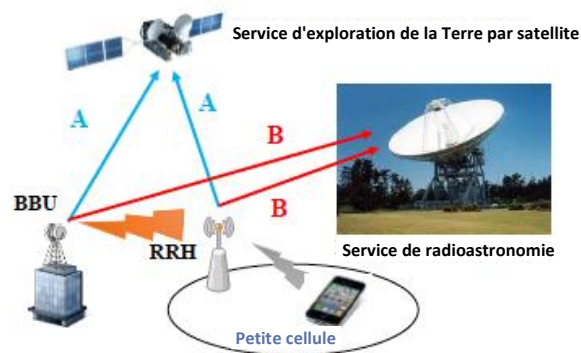 Service d'exploration de la Terre par satellite
A
A
B
BBU
B
RRH
Service de radioastronomie
Petite cellule